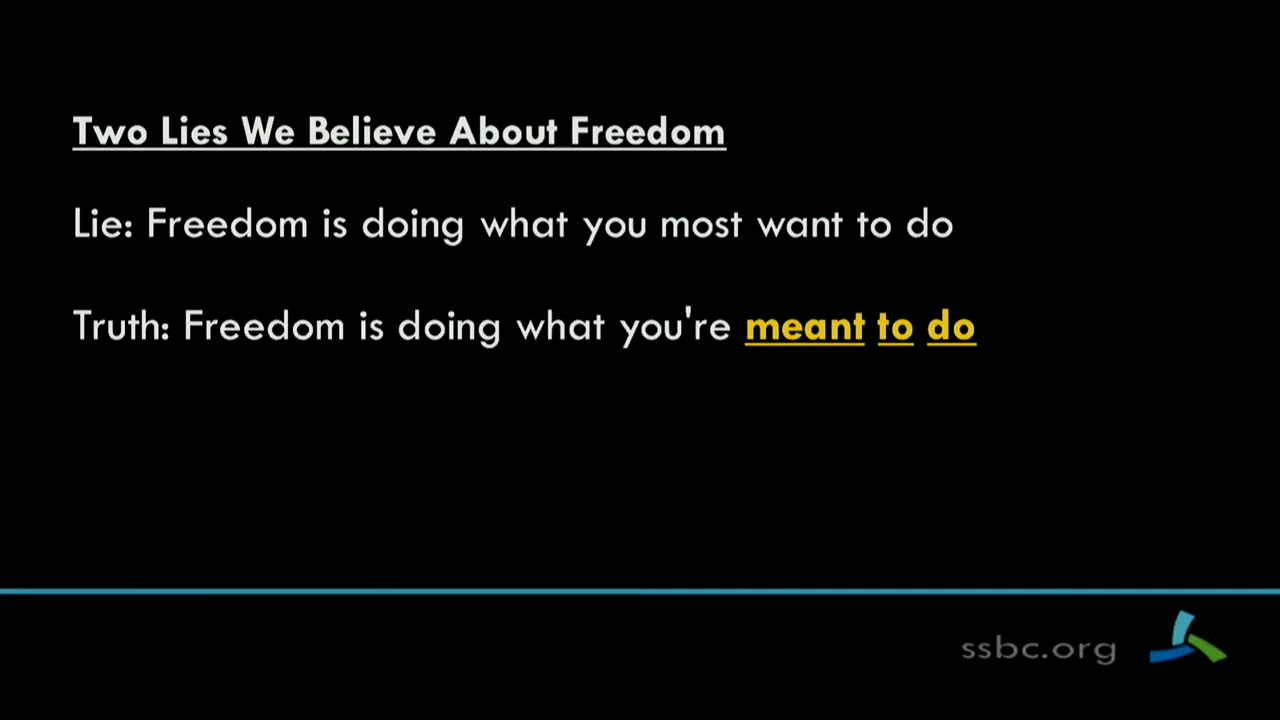 Two Lies We Believe About Freedom
Lie: Freedom is doing what you most want to do
Truth: Freedom is doing what you're meant to do
ssbc.org